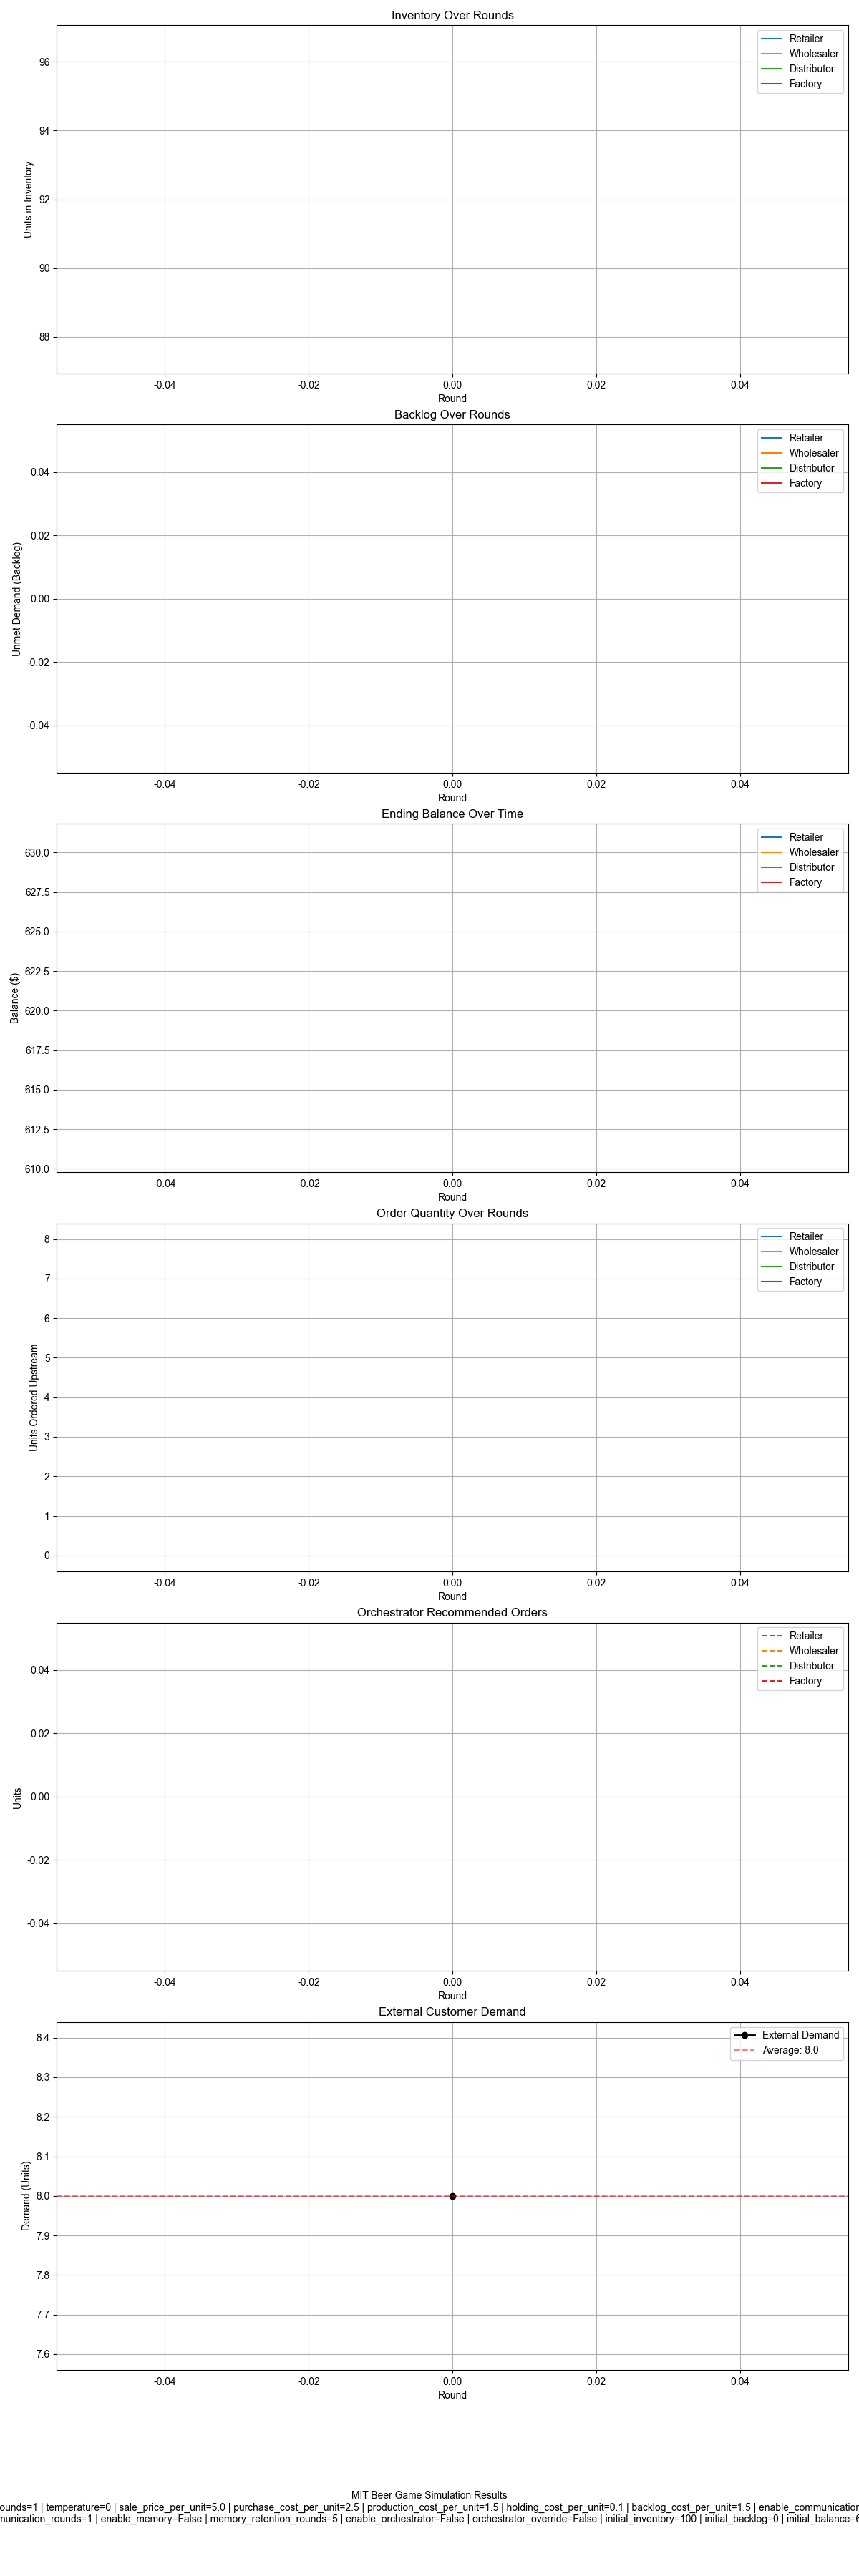 Inventory Over Rounds
Retailer
Wholesaler
Distributor
Factory
96
94
92
90
88
Units in Inventory
-0.04 -0.02 0.00 0.02 0.04
Round
Backlog Over Rounds
Retailer
Wholesaler
Distributor
Factory
0.04
0.02
0.00
-0.02
-0.04
Unmet Demand (Backlog)
-0.04 -0.02 0.00 0.02 0.04
Round
Ending Balance Over Time
Retailer
Wholesaler
Distributor
Factory
630.0
627.5
625.0
622.5
620.0
617.5
615.0
612.5
610.0
Balance ($)
-0.04 -0.02 0.00 0.02 0.04
Round
Order Quantity Over Rounds
Retailer
Wholesaler
Distributor
Factory
8
7
6
5
4
3
2
1
0
Units Ordered Upstream
-0.04 -0.02 0.00 0.02 0.04
Round
Orchestrator Recommended Orders
Retailer
Wholesaler
Distributor
Factory
0.04
0.02
0.00
-0.02
-0.04
Units
-0.04 -0.02 0.00 0.02 0.04
Round
External Customer Demand
External Demand
Average: 8.0
8.4
8.3
8.2
8.1
8.0
7.9
7.8
7.7
7.6
Demand (Units)
-0.04 -0.02 0.00 0.02 0.04
Round
MIT Beer Game Simulation Results
ounds=1 | temperature=0 | sale_price_per_unit=5.0 | purchase_cost_per_unit=2.5 | production_cost_per_unit=1.5 | holding_cost_per_unit=0.1 | backlog_cost_per_unit=1.5 | enable_communication
munication_rounds=1 | enable_memory=False | memory_retention_rounds=5 | enable_orchestrator=False | orchestrator_override=False | initial_inventory=100 | initial_backlog=0 | initial_balance=6